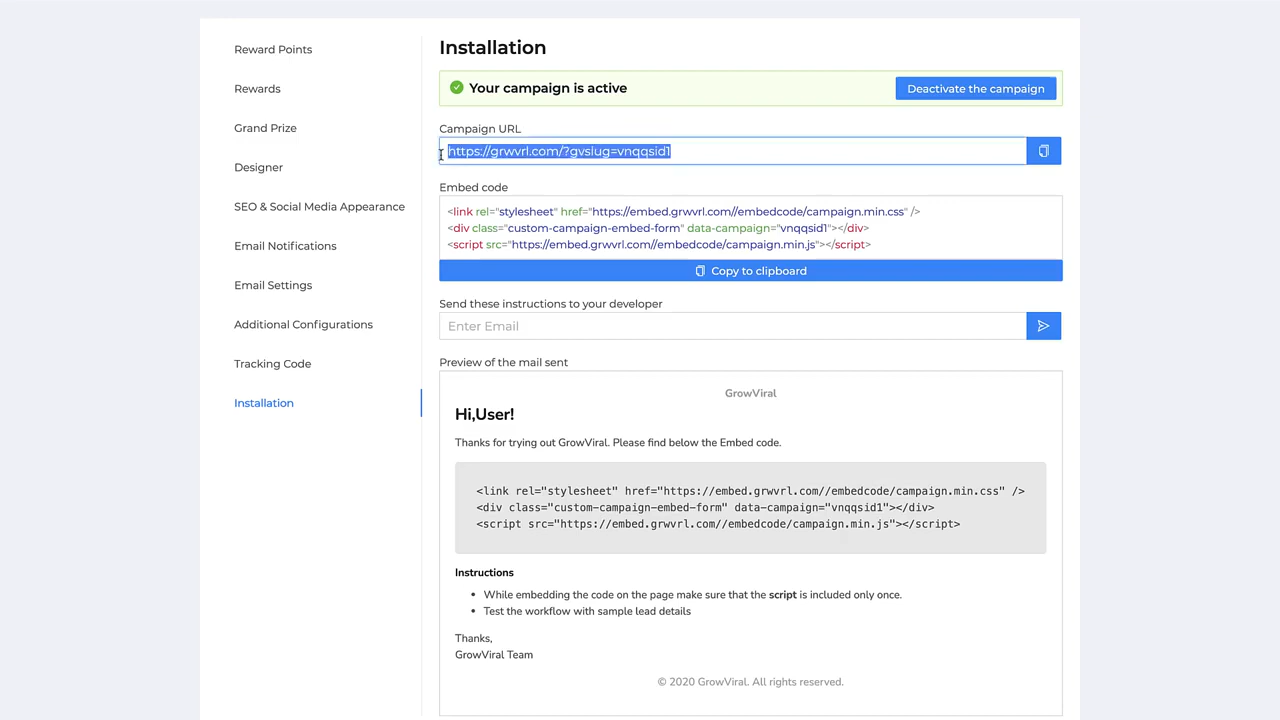 Reward Points
Rewards
Grand Prize
Designer
SEO & Social Media Appearance
Email Notifications
Email Settings
Additional Configurations
Tracking Code
Installation
Installation
Your campaign is active
Deactivate the campaign
Campaign URL
https://grwvrl.com/?gvslug=vnqqsid1
Embed code
<link rel="stylesheet" href="https://embed.grwvrl.com//embedcode/campaign.min.css" />
<div class="custom-campaign-embed-form" data-campaign="vnqqsid1"></div>
<script src="https://embed.grwvrl.com//embedcode/campaign.min.js"></script>
Copy to clipboard
Send these instructions to your developer
Enter Email
Preview of the mail sent
GrowViral
Hi,User!
Thanks for trying out GrowViral. Please find below the Embed code.
<link rel="stylesheet" href="https://embed.grwvrl.com//embedcode/campaign.min.css" />
<div class="custom-campaign-embed-form" data-campaign="vnqqsid1"></div>
<script src="https://embed.grwvrl.com//embedcode/campaign.min.js"></script>
Instructions
• While embedding the code on the page make sure that the script is included only once.
• Test the workflow with sample lead details
Thanks,
GrowViral Team
© 2020 GrowViral. All rights reserved.